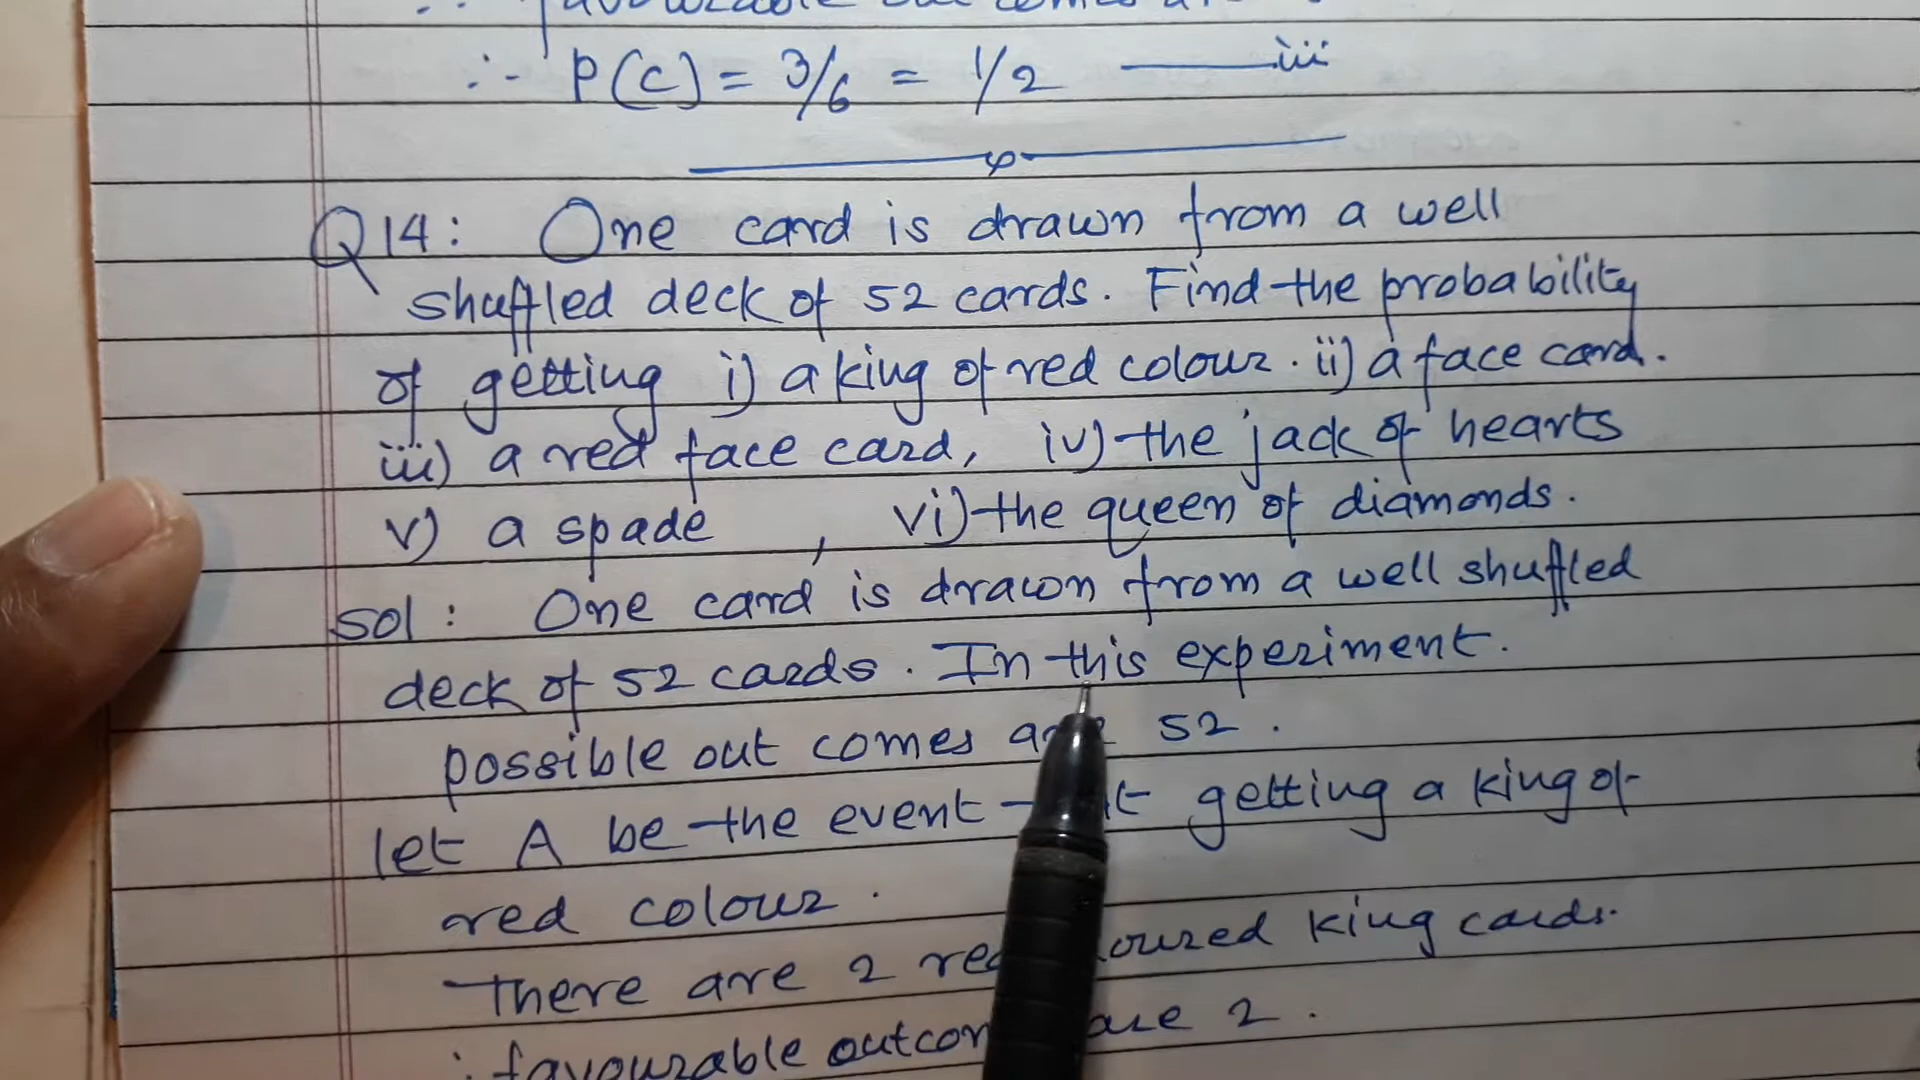 ∴ P(C) = 3/6 = 1/2 — iii
Q14: One card is drawn from a well
shuffled deck of 52 cards. Find the probability
of getting i) a king of red colour. ii) a face card.
iii) a red face card, iv) the jack of hearts
v) a spade , vi) the queen of diamonds.
Sol: One card is drawn from a well shuffled
deck of 52 cards. In this experiment.
possible out comes are 52.
let A be the event getting a king of
red colour.
There are 2 red king cards.
∴ favourable are 2.